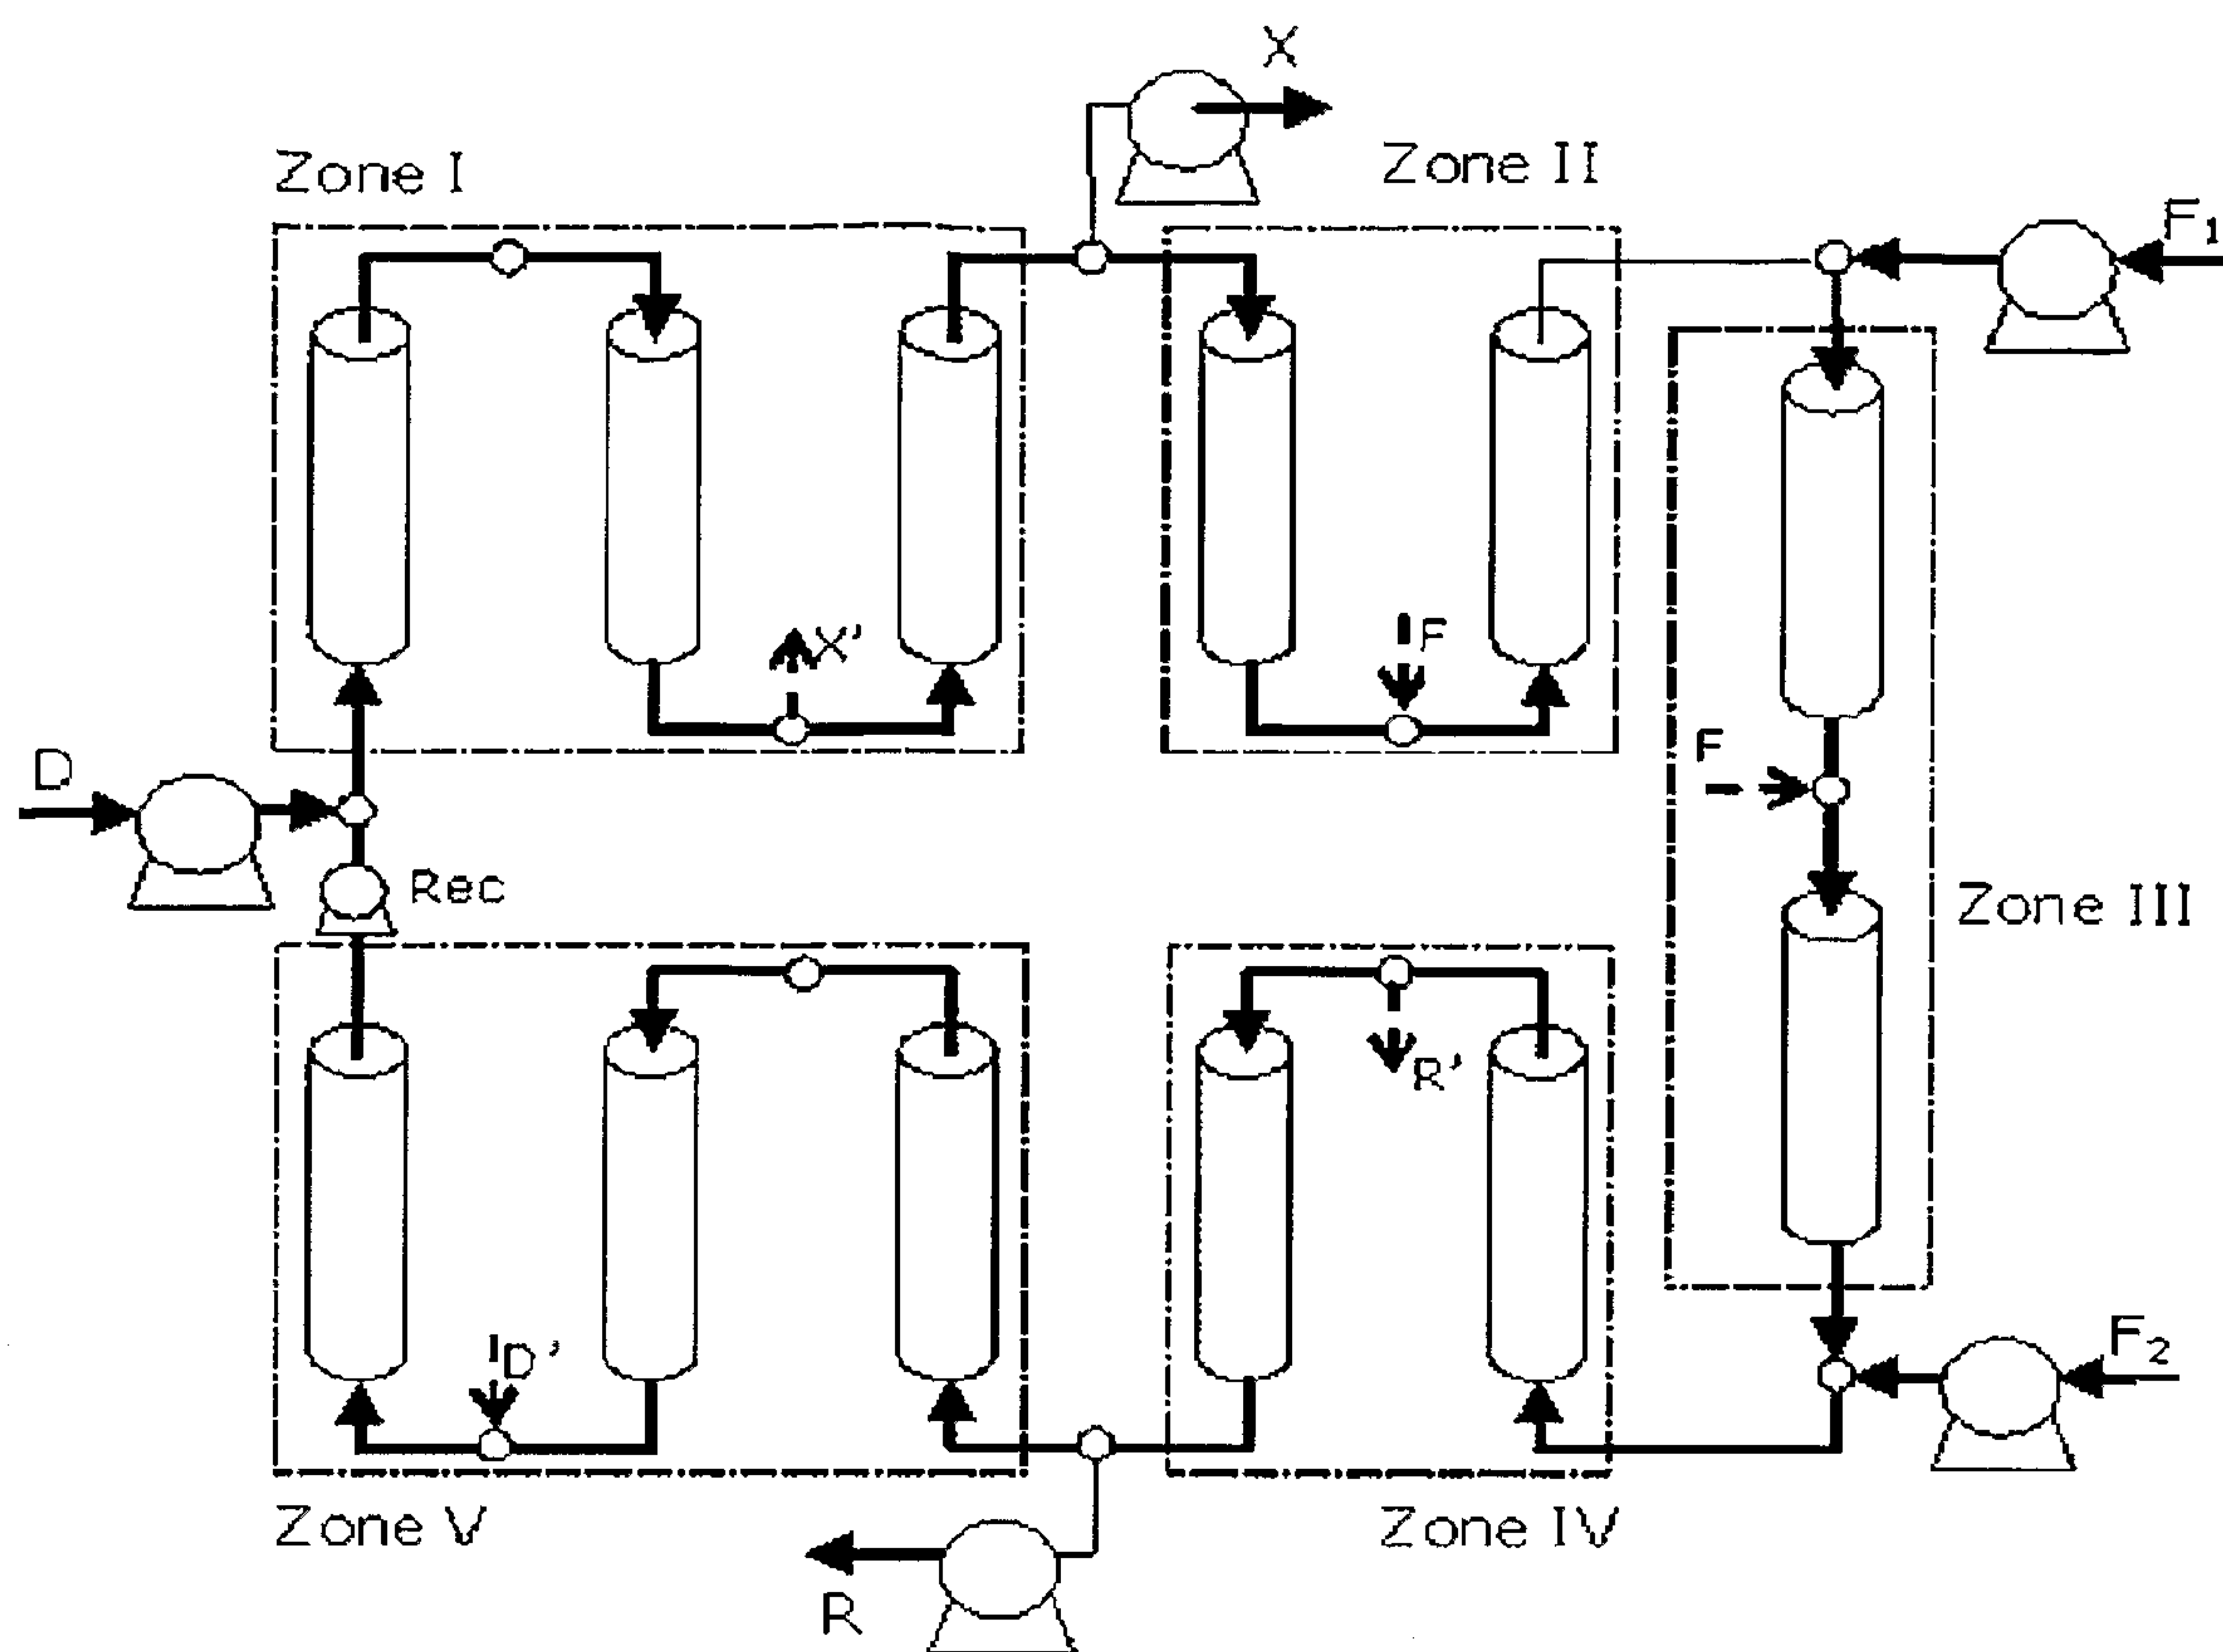 X
Zone I
Zone II
F₁
X'
F
D
F
Rec
Zone III
R'
D'
F₂
Zone V
Zone IV
R